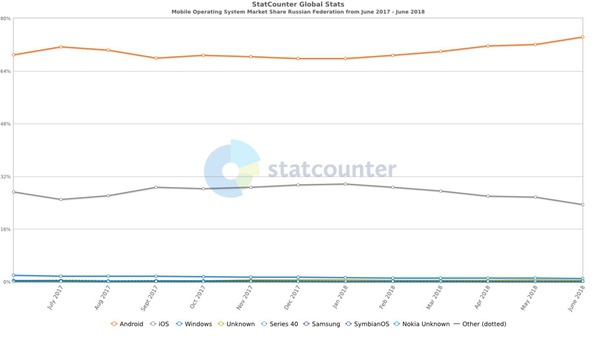 StatCounter Global Stats
Mobile Operating System Market Share Russian Federation from June 2017 - June 2018
80%
64%
48%
32%
16%
0%
statcounter
July 2017
Aug 2017
Sept 2017
Oct 2017
Nov 2017
Dec 2017
Jan 2018
Feb 2018
Mar 2018
Apr 2018
May 2018
June 2018
Android iOS Windows Unknown Series 40 Samsung SymbianOS Nokia Unknown Other (dotted)